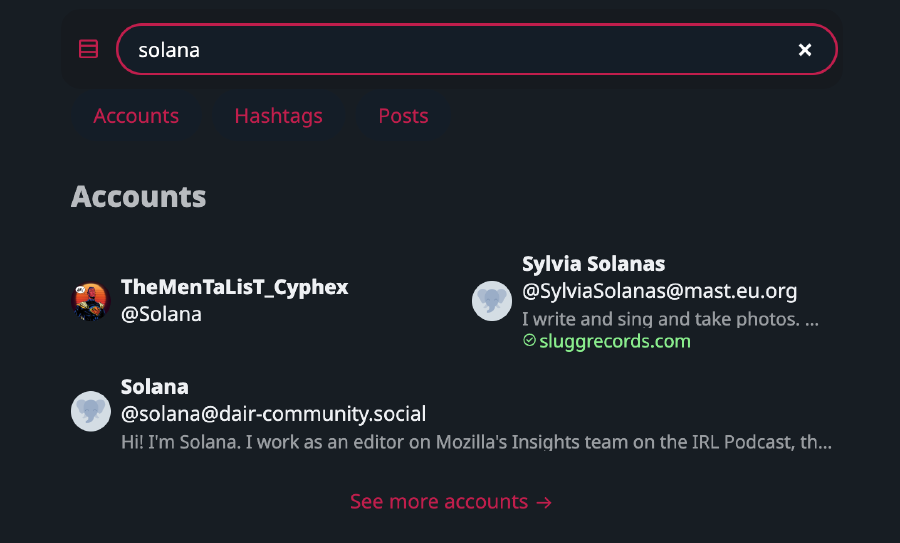 solana
Accounts Hashtags Posts
Accounts
TheMenTaLisT_Cyphex
@Solana
Sylvia Solanas
@SylviaSolanas@mast.eu.org
I write and sing and take photos. ...
sluggrecords.com
Solana
@solana@dair-community.social
Hi! I'm Solana. I work as an editor on Mozilla's Insights team on the IRL Podcast, th...
See more accounts →